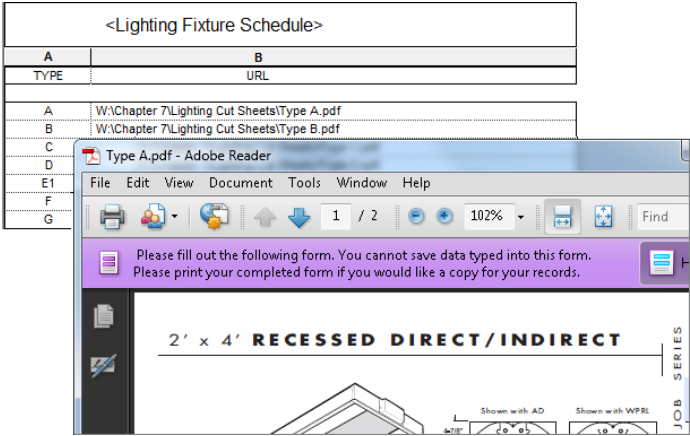 <Lighting Fixture Schedule>
A B
TYPE URL
A W:\Chapter 7\Lighting Cut Sheets\Type A.pdf
B W:\Chapter 7\Lighting Cut Sheets\Type B.pdf
C
D
E1
F
G
Type A.pdf - Adobe Reader
File Edit View Document Tools Window Help
1 / 2 102% Find
Please fill out the following form. You cannot save data typed into this form.
Please print your completed form if you would like a copy for your records.
2' x 4' RECESSED DIRECT/INDIRECT
JOB SERIES
Shown with AD Shown with WPRL
4-7/8"